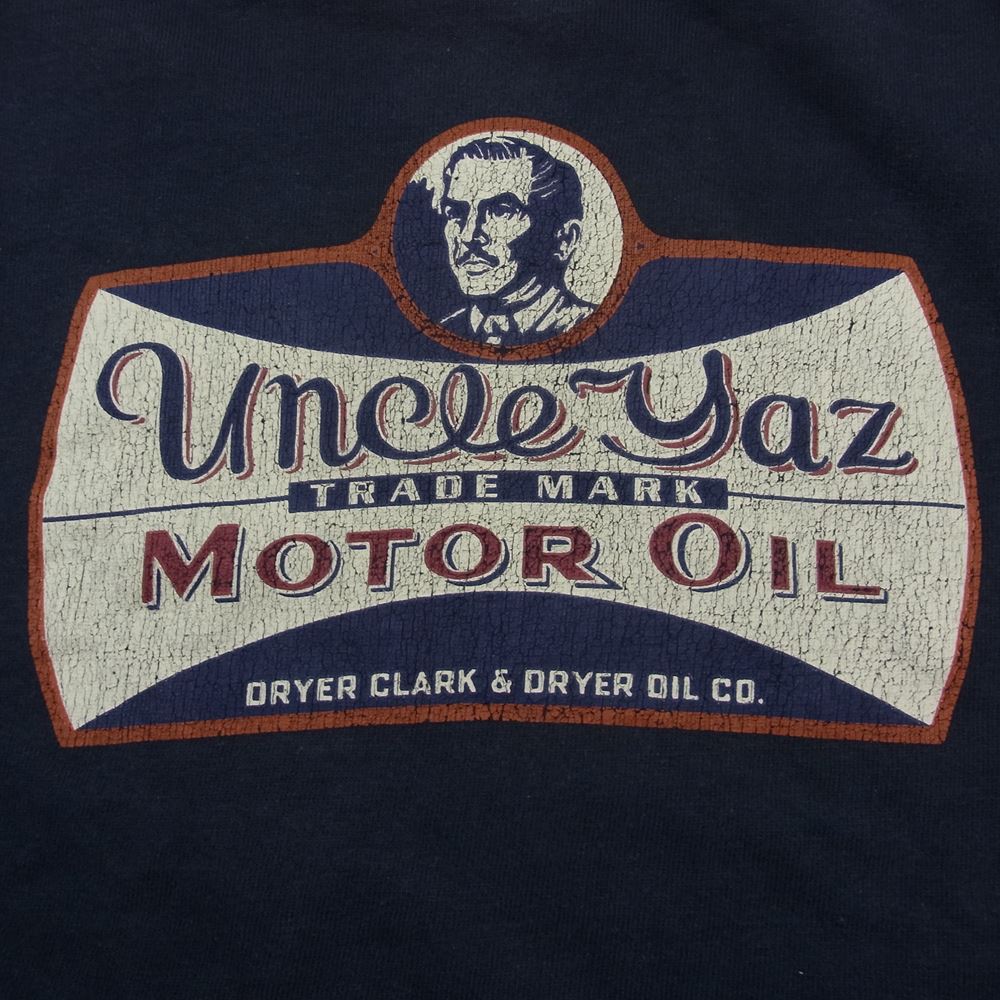 Uncle Yaz
TRADE MARK
MOTOR OIL
DRYER CLARK & DRYER OIL CO.